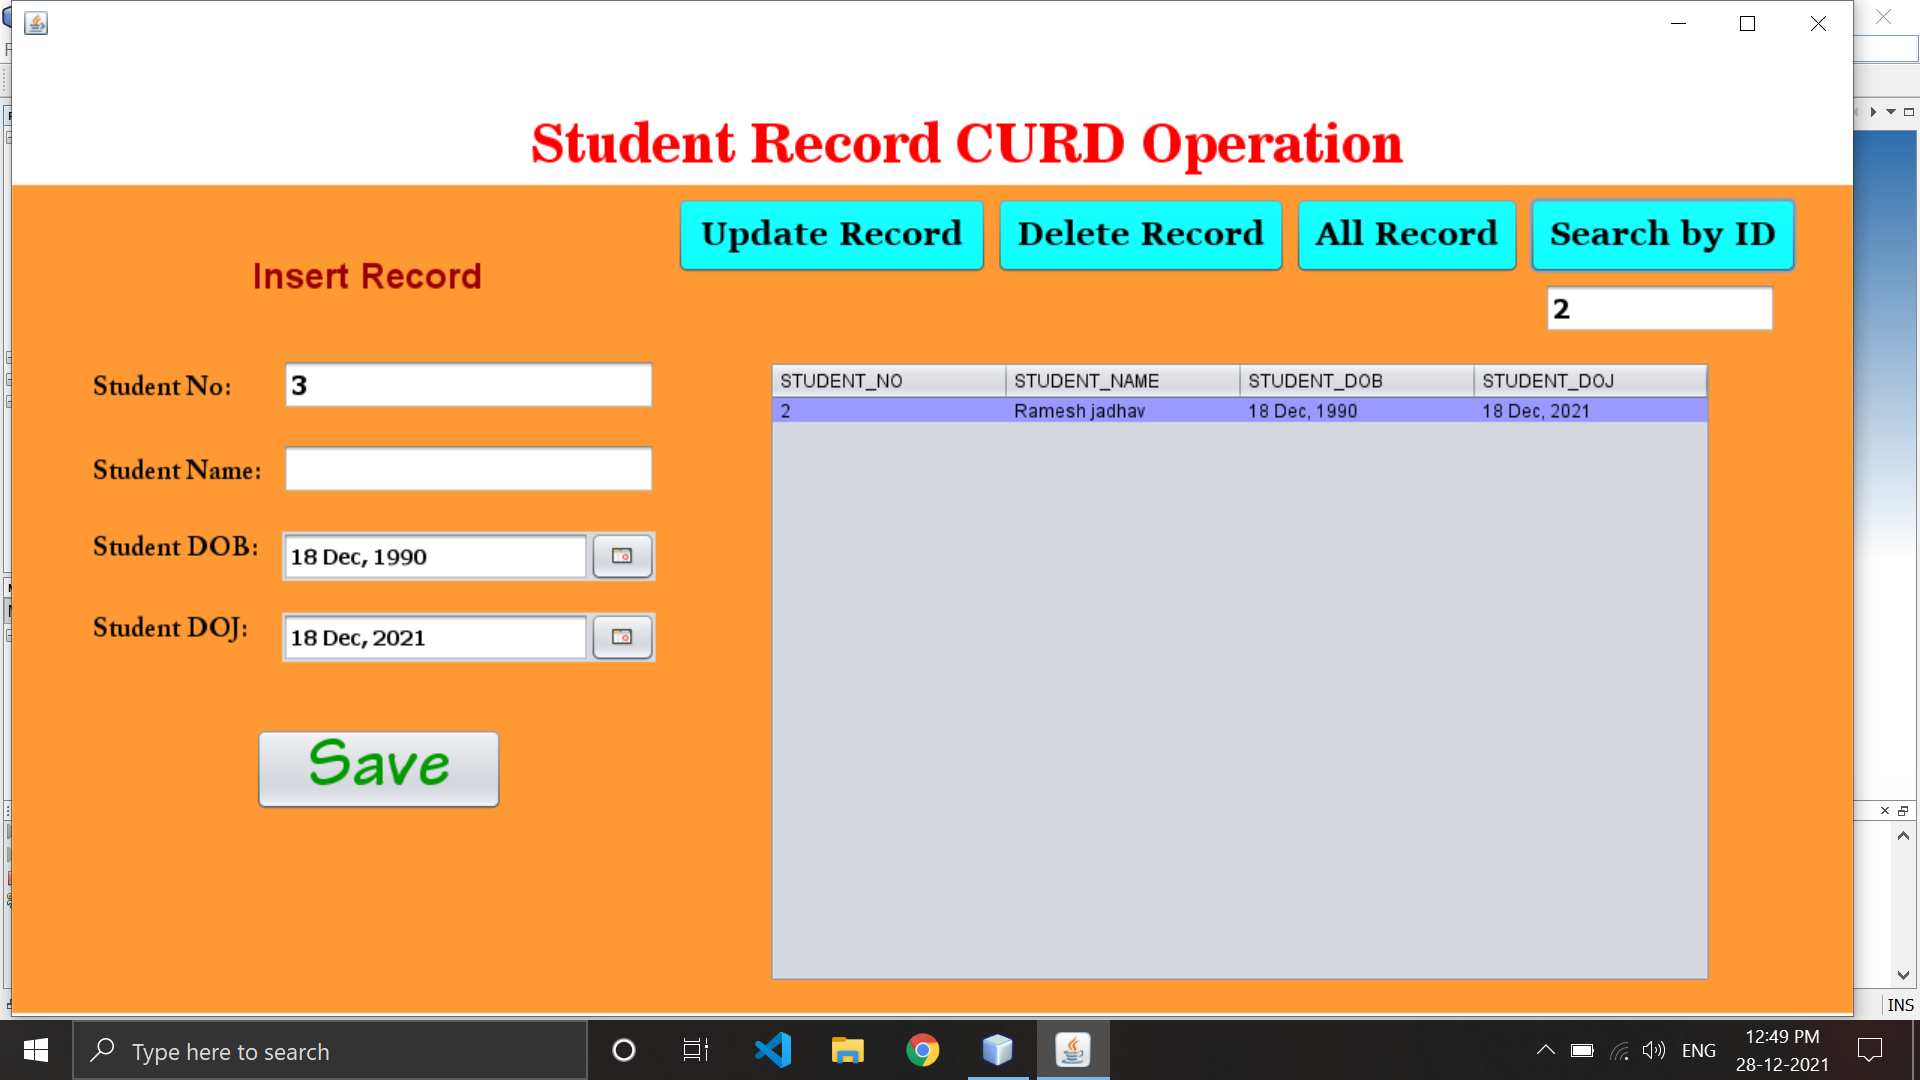 Student Record CURD Operation
Update Record Delete Record All Record Search by ID
Insert Record
2
Student No: 3
Student Name:
Student DOB: 18 Dec, 1990
Student DOJ: 18 Dec, 2021
Save
STUDENT_NO STUDENT_NAME STUDENT_DOB STUDENT_DOJ
2 Ramesh jadhav 18 Dec, 1990 18 Dec, 2021
INS
Type here to search
ENG
12:49 PM
28-12-2021